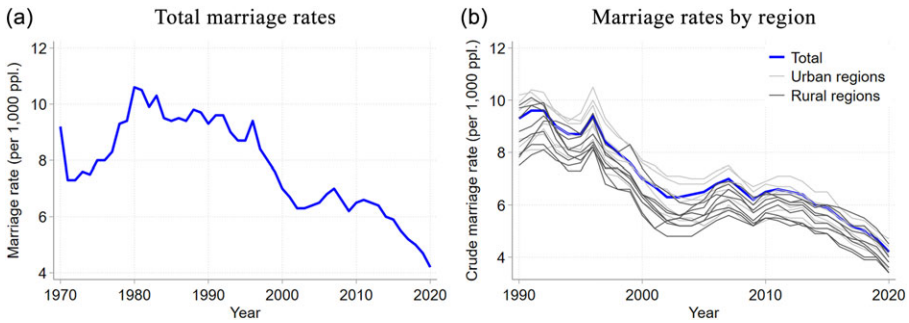 (a) Total marriage rates
Marriage rate (per 1,000 ppl.)
12
10
8
6
4
1970 1980 1990 2000 2010 2020
Year
(b) Marriage rates by region
Crude marriage rate (per 1,000 ppl.)
12
10
8
6
4
Total
Urban regions
Rural regions
1990 2000 2010 2020
Year